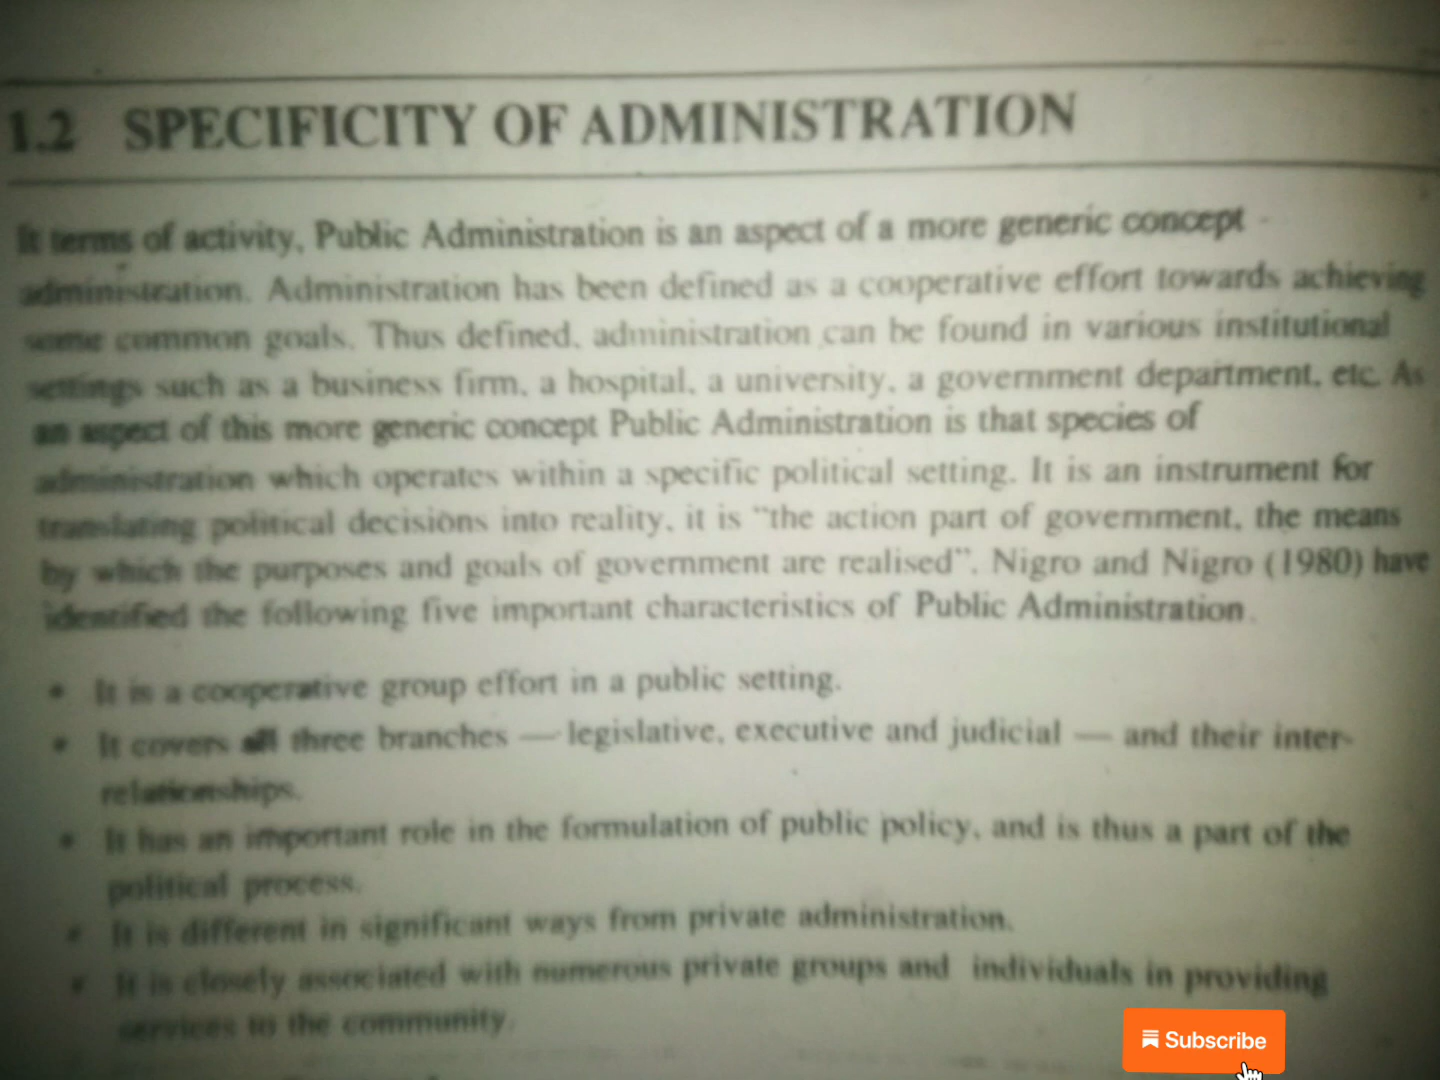 1.2 SPECIFICITY OF ADMINISTRATION
It terms of activity, Public Administration is an aspect of a more generic concept -
administration. Administration has been defined as a cooperative effort towards achieving
some common goals. Thus defined, administration can be found in various institutional
settings such as a business firm, a hospital, a university, a government department, etc. As
an aspect of this more generic concept Public Administration is that species of
administration which operates within a specific political setting. It is an instrument for
translating political decisions into reality, it is “the action part of government, the means
by which the purposes and goals of government are realised”. Nigro and Nigro (1980) have
identified the following five important characteristics of Public Administration.
• It is a cooperative group effort in a public setting.
• It covers all three branches — legislative, executive and judicial — and their inter-
relationships.
• It has an important role in the formulation of public policy, and is thus a part of the
political process.
• It is different in significant ways from private administration.
• It is closely associated with numerous private groups and individuals in providing
services to the community.
Subscribe